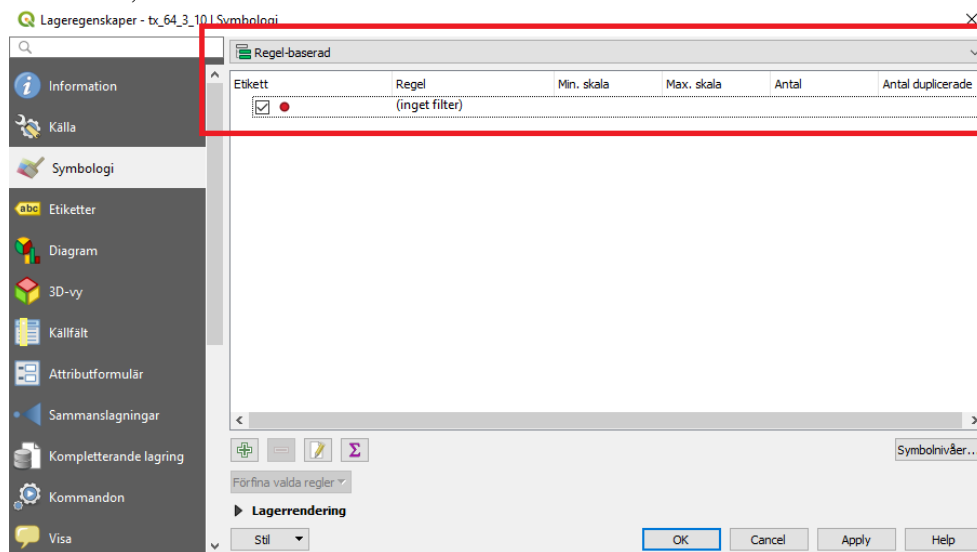 Lageregenskaper - tx_64_3_10 | Symbologi
Regel-baserad
Information
Källa
Symbologi
abc Etiketter
Diagram
3D-vy
Källfält
Attributformulär
Sammanslagningar
Kompletterande lagring
Kommandon
Visa
Etikett Regel Min. skala Max. skala Antal Antal duplicerade
(inget filter)
Symbolnivåer...
Förfina valda regler
Lagerrendering
Stil OK Cancel Apply Help